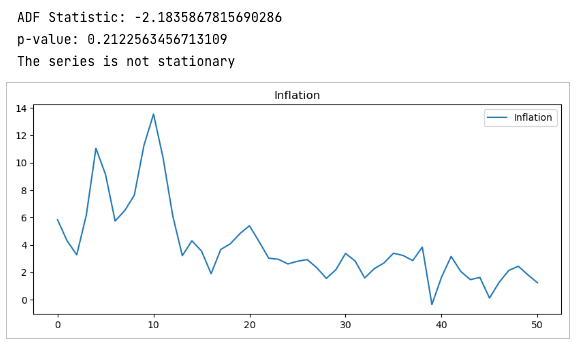 ADF Statistic: -2.1835867815690286
p-value: 0.2122563456713109
The series is not stationary
Inflation
Inflation
14
12
10
8
6
4
2
0
0 10 20 30 40 50